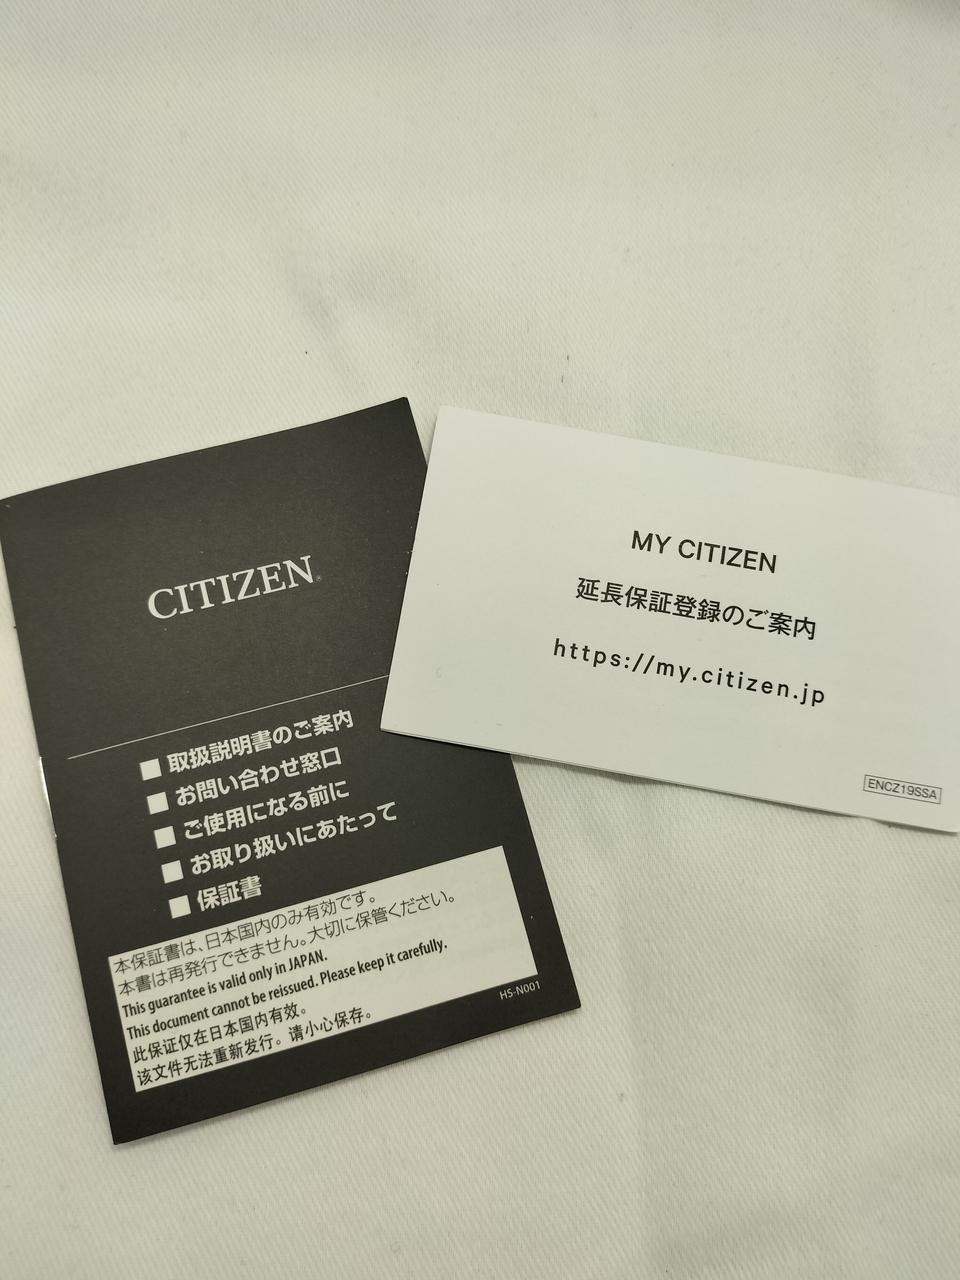 CITIZEN
■ 取扱説明書のご案内
■ お問い合わせ窓口
■ ご使用になる前に
■ お取り扱いにあたって
■ 保証書
本保証書は、日本国内のみ有効です。
本書は再発行できません。大切に保管ください。
This guarantee is valid only in JAPAN.
This document cannot be reissued. Please keep it carefully.
此保证仅在日本国内有效。
该文件无法重新发行。请小心保存。
HS-N001
MY CITIZEN
延長保証登録のご案内
https://my.citizen.jp
ENCZ19SSA